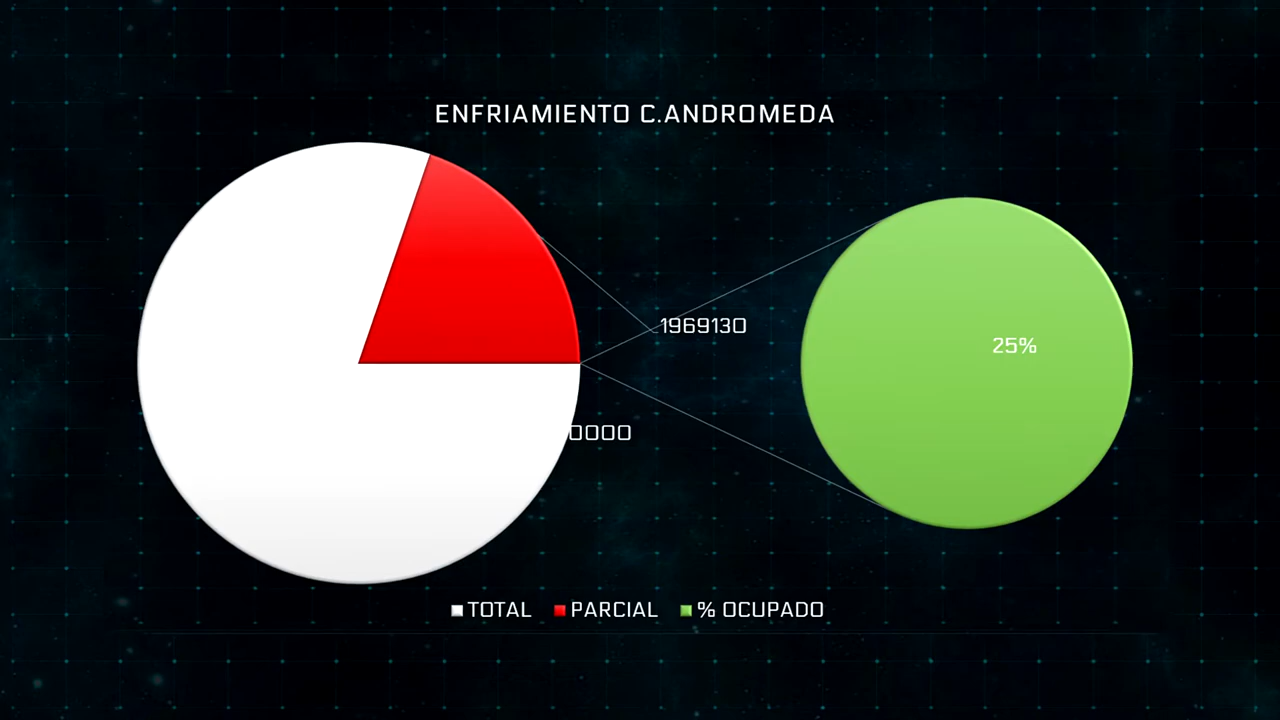 ENFRIAMIENTO C.ANDROMEDA
1969130
25%
0000
TOTAL
PARCIAL
% OCUPADO